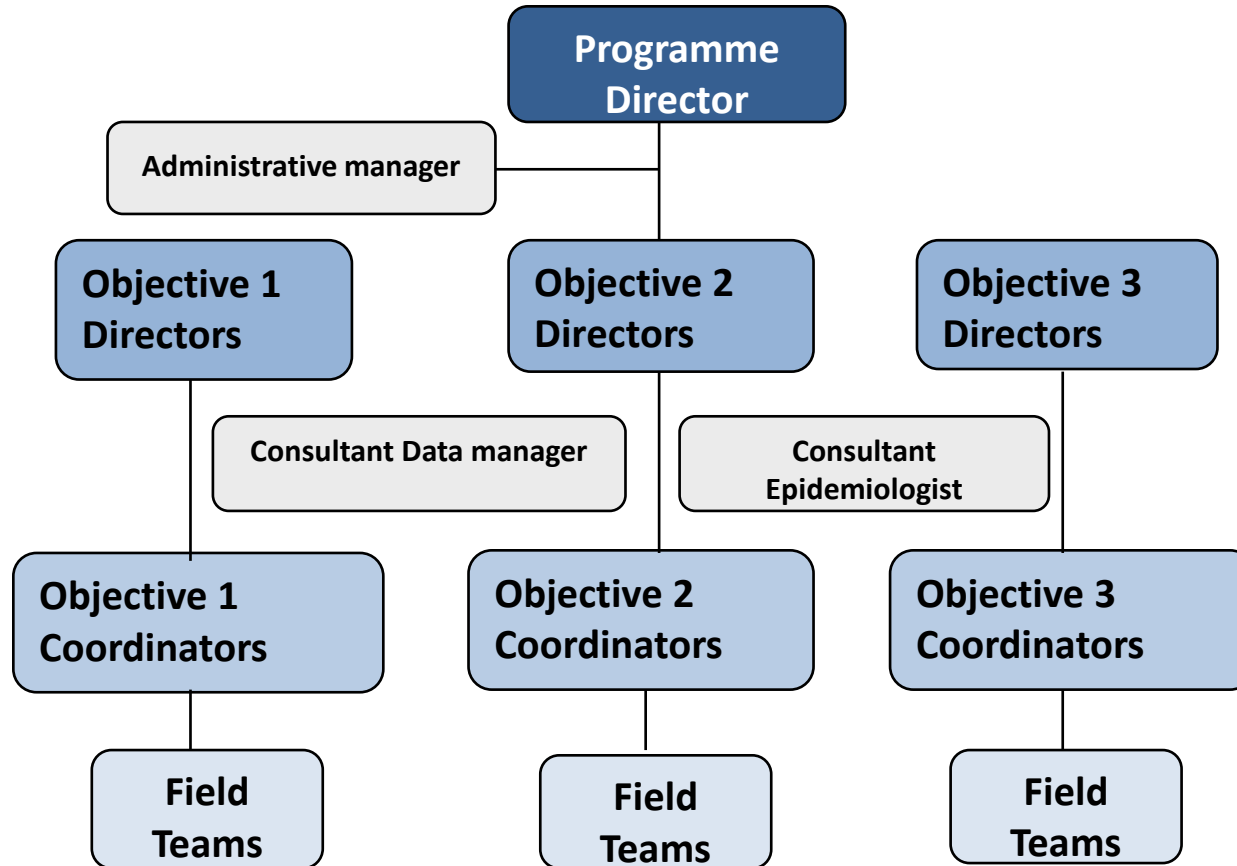 Programme
Director
Administrative manager
Objective 1
Directors
Objective 2
Directors
Objective 3
Directors
Consultant Data manager
Consultant
Epidemiologist
Objective 1
Coordinators
Objective 2
Coordinators
Objective 3
Coordinators
Field
Teams
Field
Teams
Field
Teams